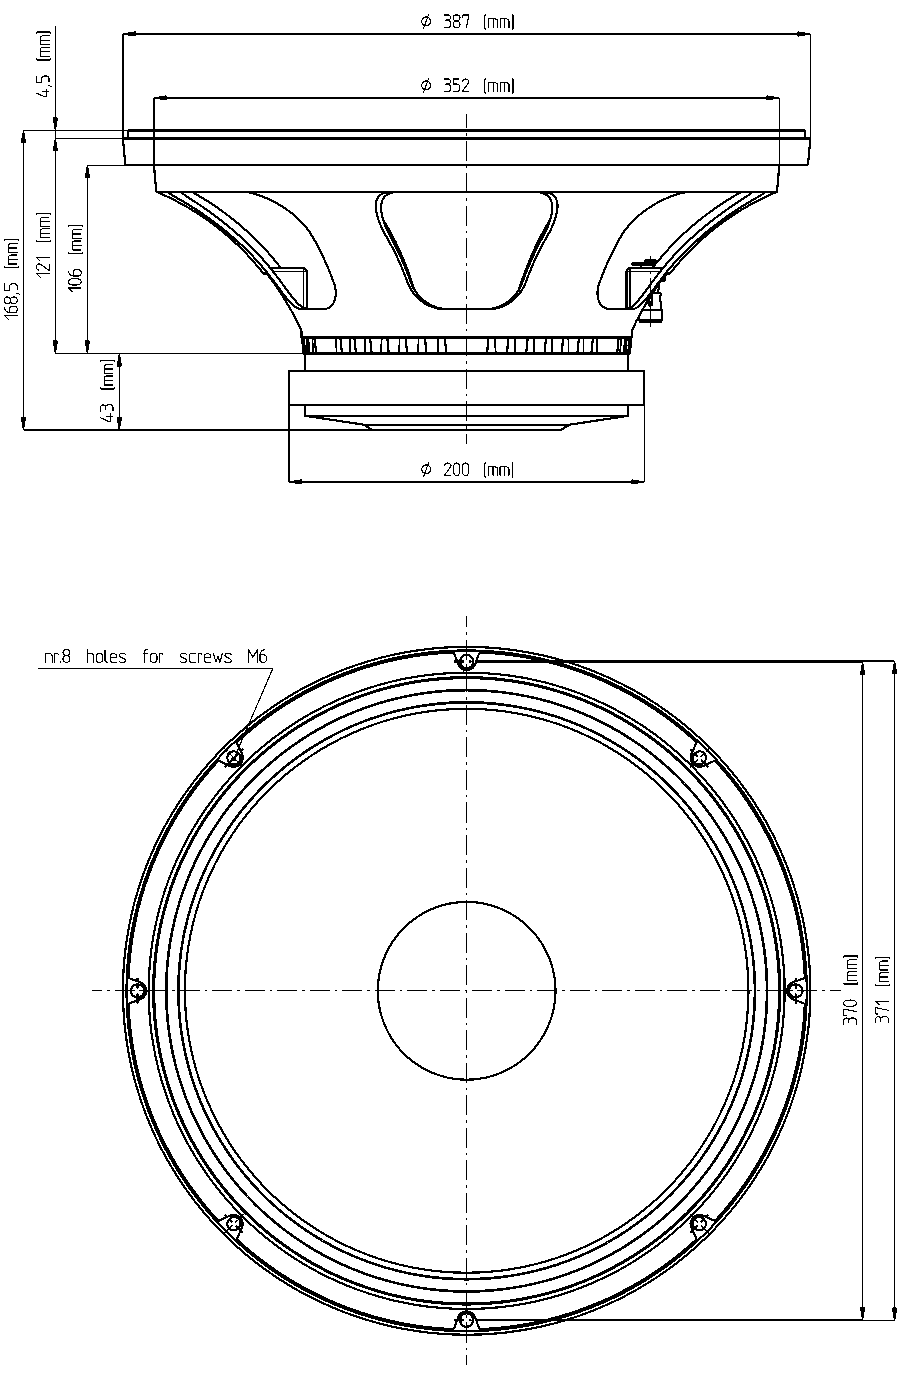 Ø 387 (mm)
4,5 (mm)
Ø 352 (mm)
168,5 (mm)
121 (mm)
106 (mm)
43 (mm)
Ø 200 (mm)
nr.8 holes for screws M6
370 (mm)
371 (mm)